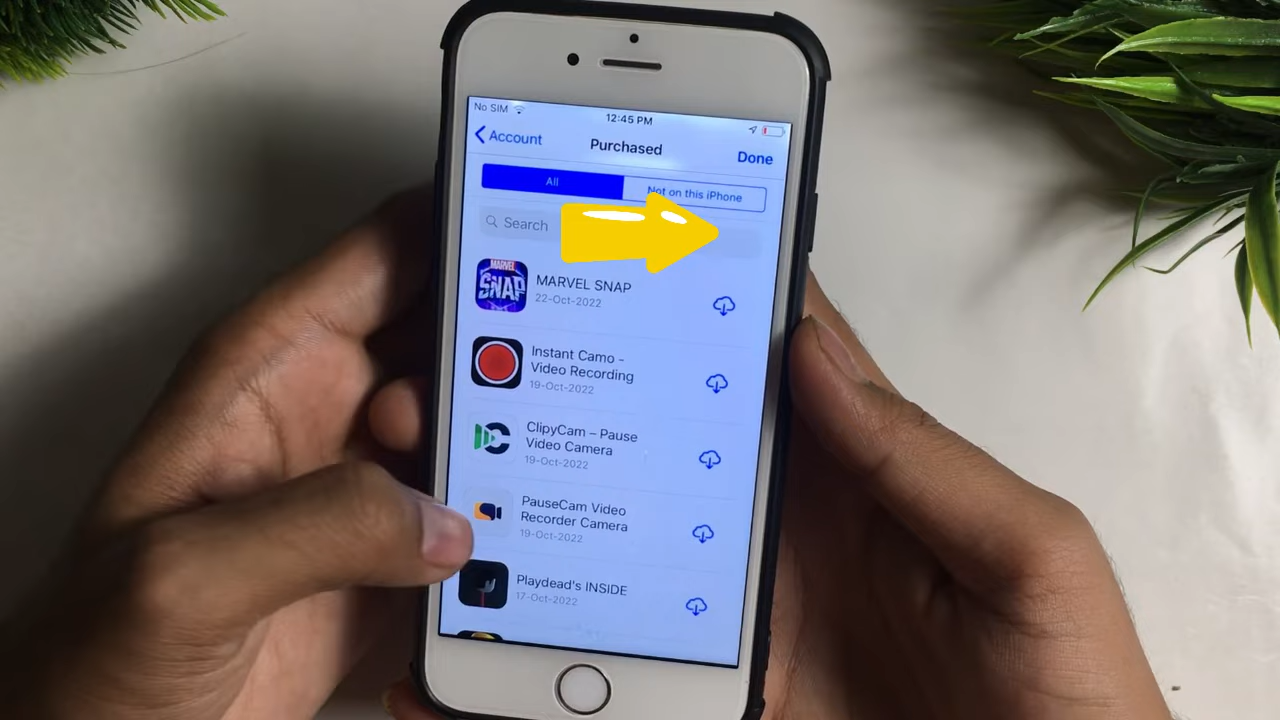 No SIM
12:45 PM
Account
Purchased
Done
All
Not on this iPhone
Search
MARVEL
SNAP
MARVEL SNAP
22-Oct-2022
Instant Camo -
Video Recording
19-Oct-2022
ClipyCam – Pause
Video Camera
19-Oct-2022
PauseCam Video
Recorder Camera
19-Oct-2022
Playdead's INSIDE
17-Oct-2022